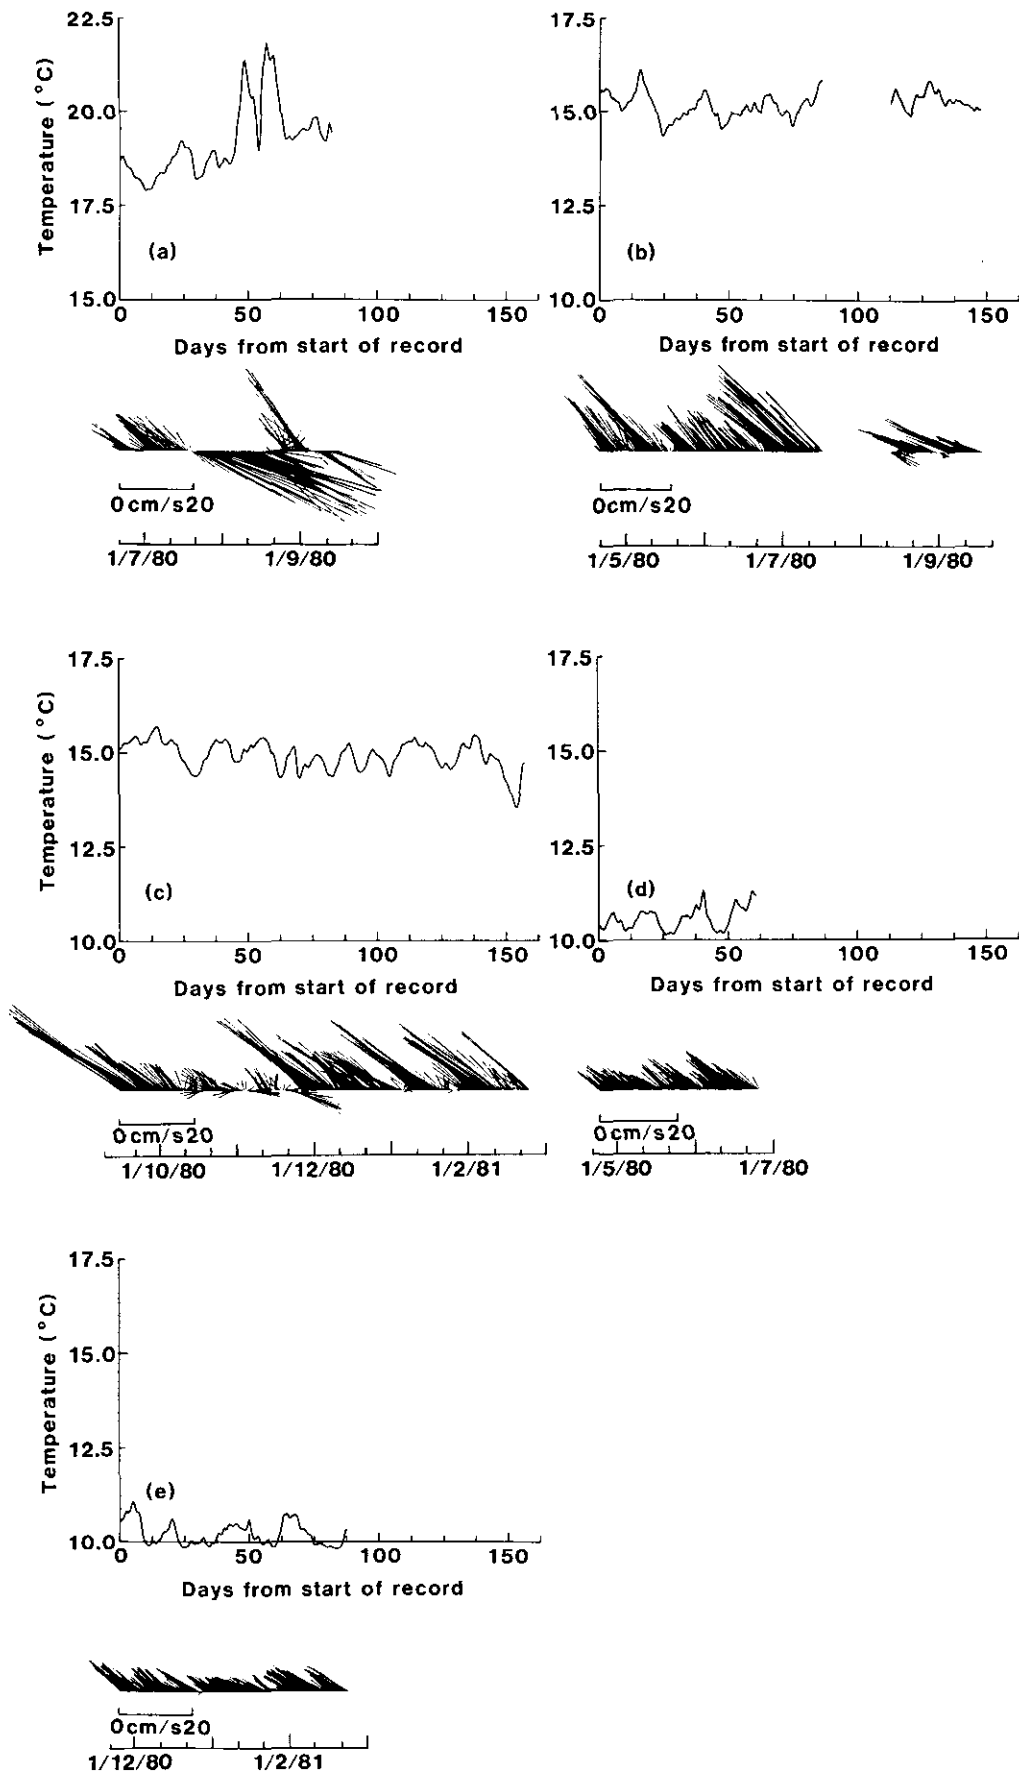 22.5
20.0
17.5
15.0
Temperature (°C)
(a)
0 50 100 150
Days from start of record
0cm/s20
1/7/80 1/9/80
17.5
15.0
12.5
10.0
(b)
0 50 100 150
Days from start of record
0cm/s20
1/5/80 1/7/80 1/9/80
17.5
15.0
12.5
10.0
Temperature (°C)
(c)
0 50 100 150
Days from start of record
0cm/s20
1/10/80 1/12/80 1/2/81
17.5
15.0
12.5
10.0
(d)
0 50 100 150
Days from start of record
0cm/s20
1/5/80 1/7/80
17.5
15.0
12.5
10.0
Temperature (°C)
(e)
0 50 100 150
Days from start of record
0cm/s20
1/12/80 1/2/81